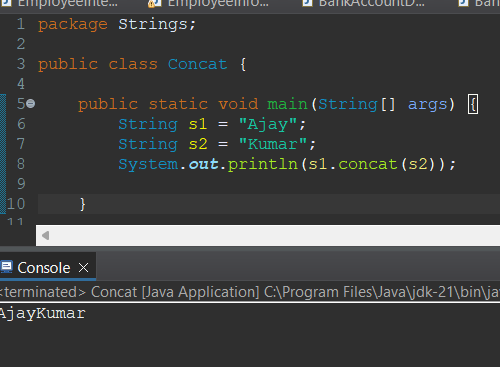 EmployeeInte... EmployeeInfo... BankAccountD... Ban
1 package Strings;
2
3 public class Concat {
4
5 public static void main(String[] args) {
6 String s1 = "Ajay";
7 String s2 = "Kumar";
8 System.out.println(s1.concat(s2));
9
10 }
11
Console
<terminated> Concat [Java Application] C:\Program Files\Java\jdk-21\bin\ja
AjayKumar